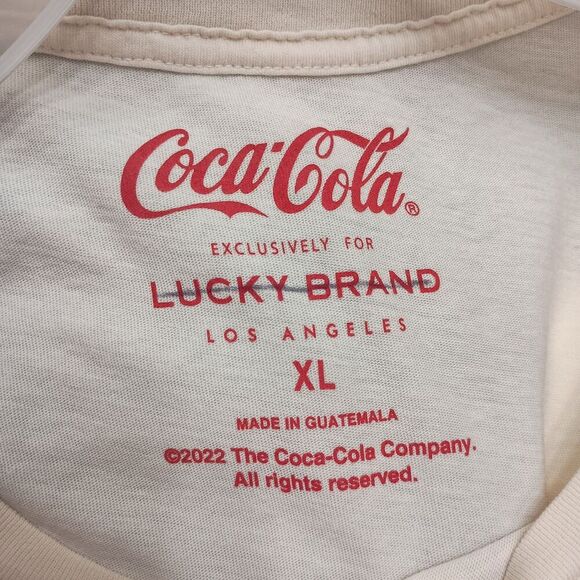 Coca-Cola®
EXCLUSIVELY FOR
LUCKY BRAND
LOS ANGELES
XL
MADE IN GUATEMALA
©2022 The Coca-Cola Company.
All rights reserved.